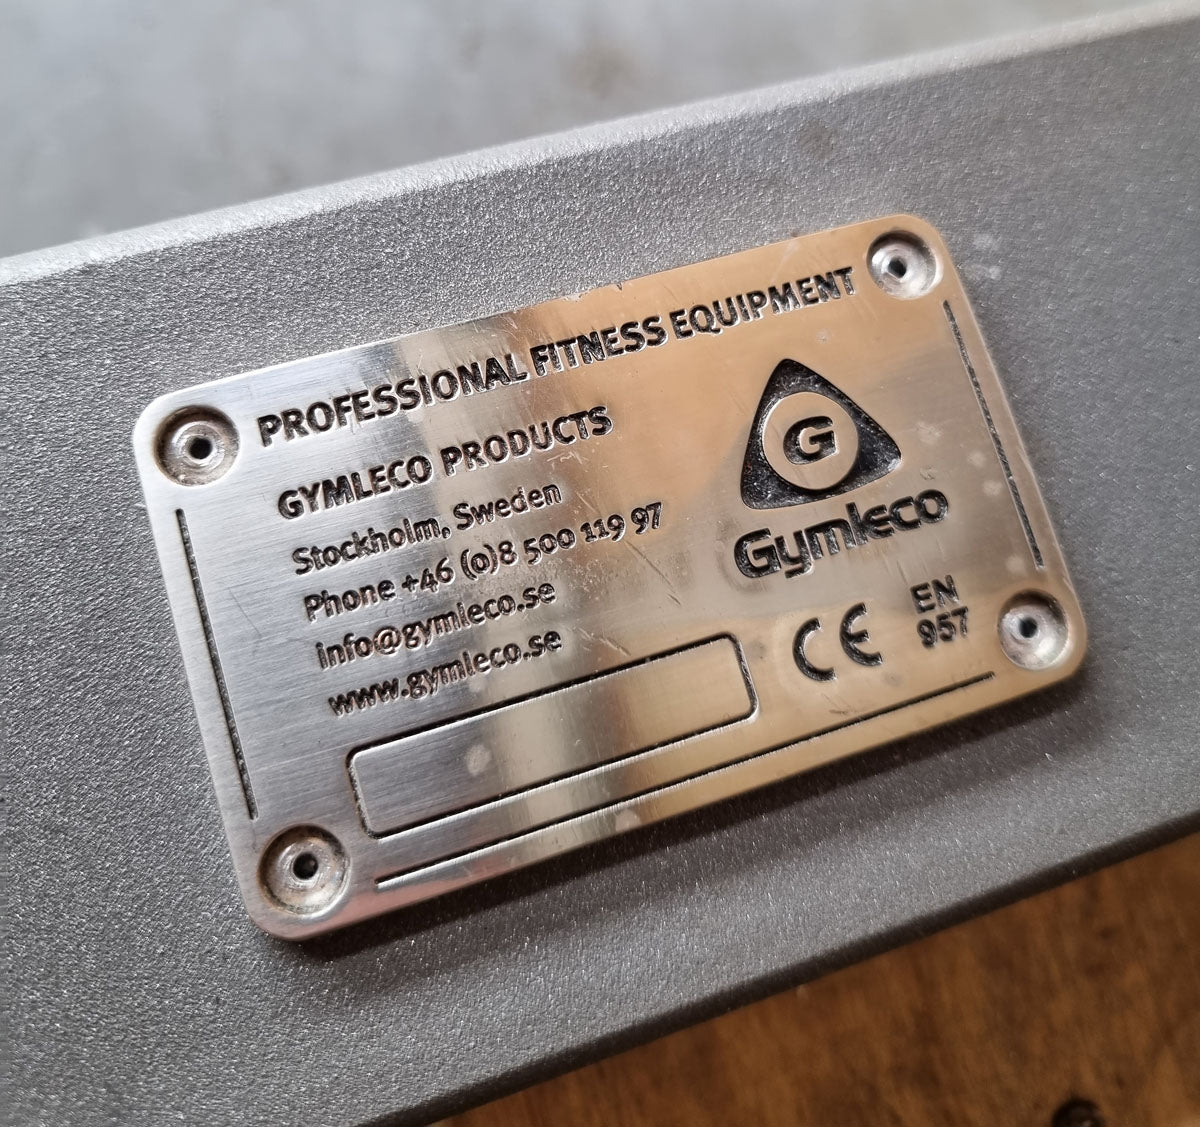 PROFESSIONAL FITNESS EQUIPMENT
GYMLECO PRODUCTS
Stockholm, Sweden
Phone +46 (0)8 500 119 97
info@gymleco.se
www.gymleco.se
G
Gymleco
CE
EN
957